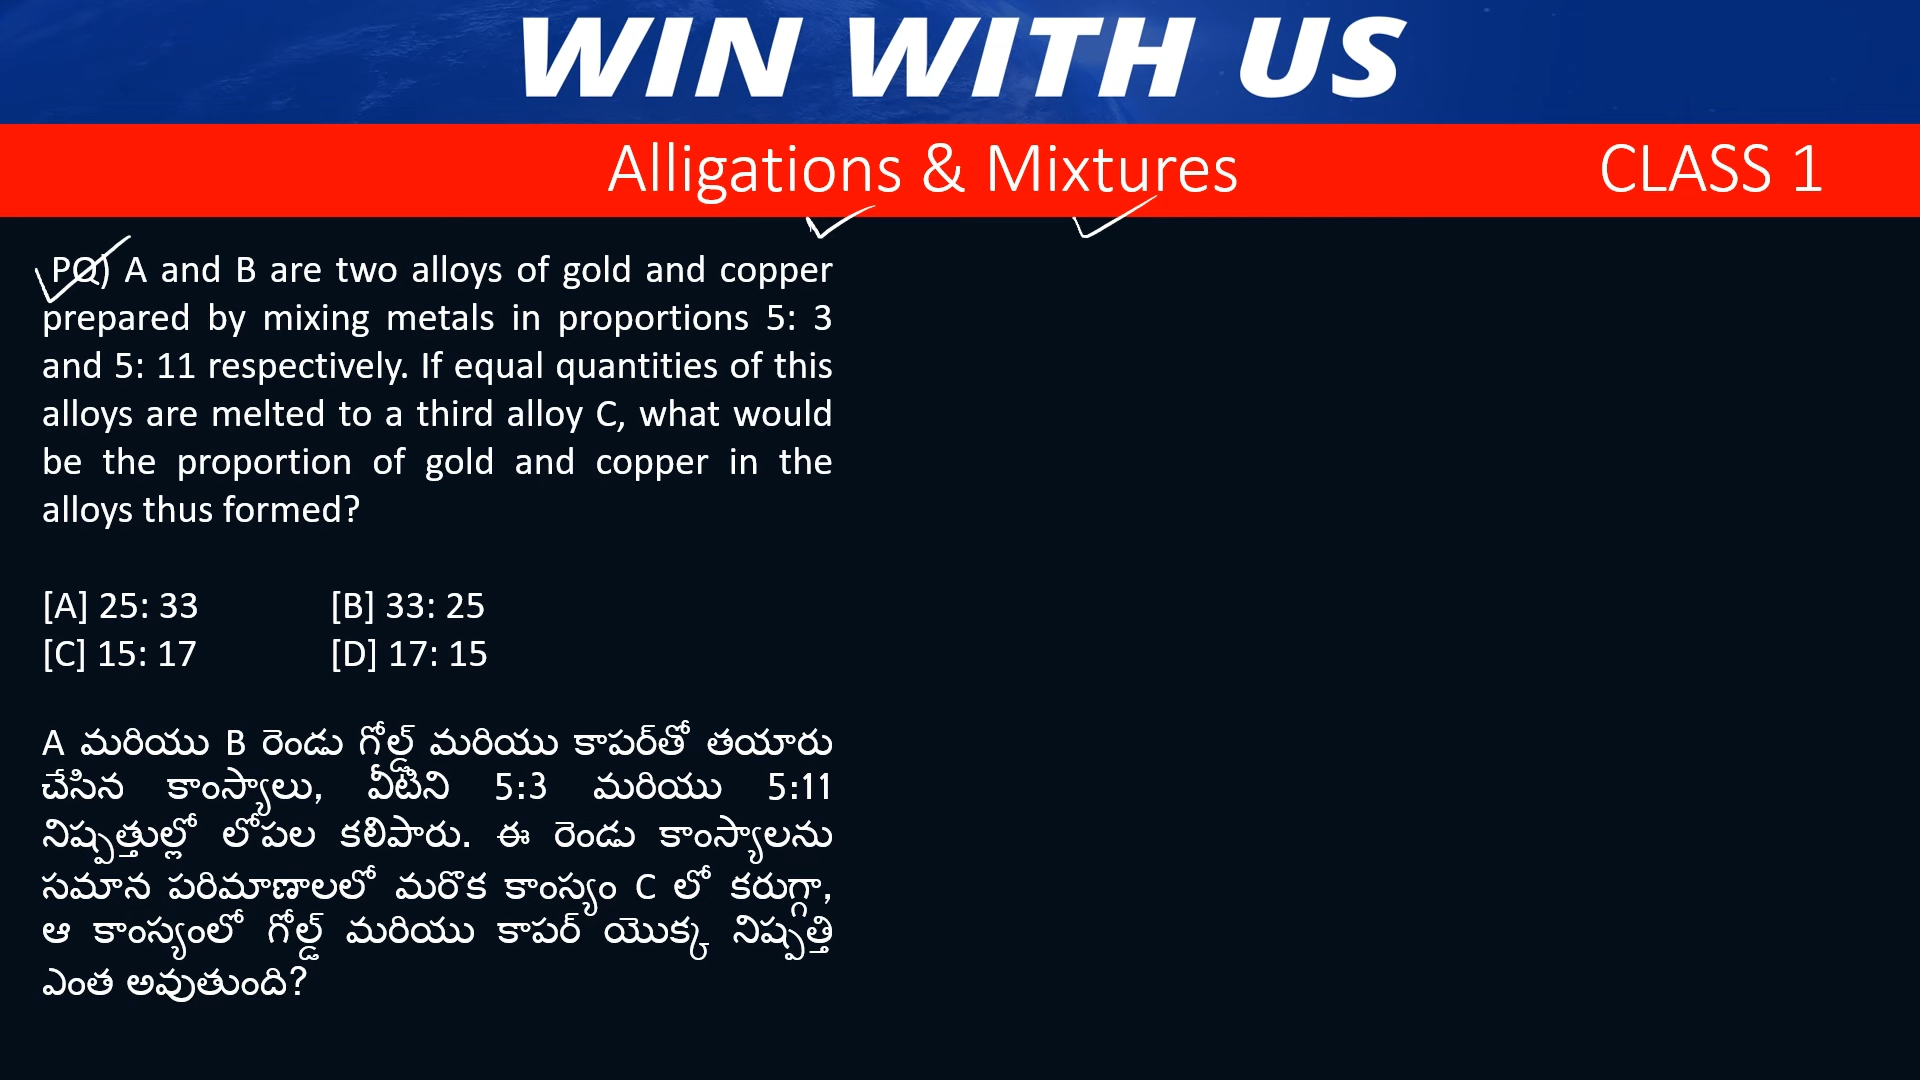 WIN WITH US
Alligations & Mixtures CLASS 1
PQ) A and B are two alloys of gold and copper
prepared by mixing metals in proportions 5: 3
and 5: 11 respectively. If equal quantities of this
alloys are melted to a third alloy C, what would
be the proportion of gold and copper in the
alloys thus formed?
[A] 25: 33 [B] 33: 25
[C] 15: 17 [D] 17: 15
A మరియు B రెండు గోల్డ్ మరియు కాపర్‌తో తయారు
చేసిన కాంస్యాలు, వీటిని 5:3 మరియు 5:11
నిష్పత్తుల్లో లోపల కలిపారు. ఈ రెండు కాంస్యాలను
సమాన పరిమాణాలలో మరొక కాంస్యం C లో కరుగ్గా,
ఆ కాంస్యంలో గోల్డ్ మరియు కాపర్ యొక్క నిష్పత్తి
ఎంత అవుతుంది?